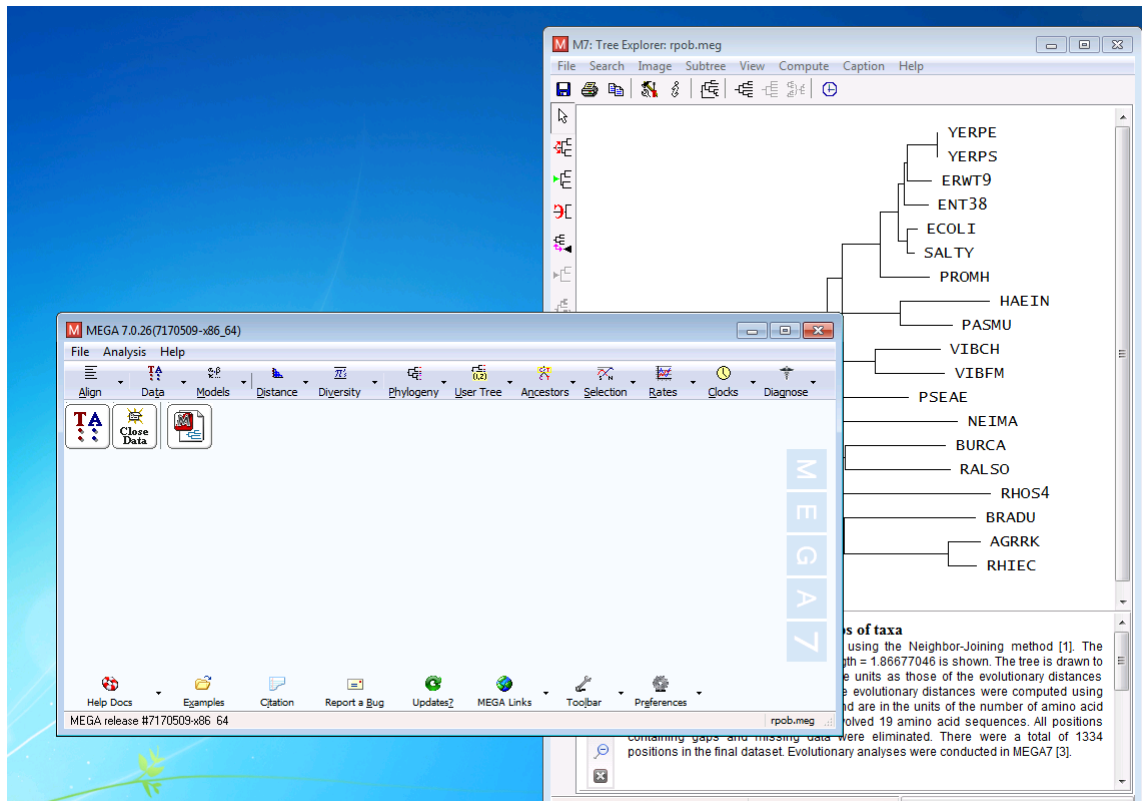 M7: Tree Explorer: rpob.meg
File Search Image Subtree View Compute Caption Help
YERPE
YERPS
ERWT9
ENT38
ECOLI
SALTY
PROMH
HAEIN
PASMU
VIBCH
VIBFM
PSEAE
NEIMA
BURCA
RALSO
RHOS4
BRADU
AGRRK
RHIEC
MEGA 7.0.26(7170509-x86_64)
File Analysis Help
Align Data Models Distance Diversity Phylogeny User Tree Ancestors Selection Rates Clocks Diagnose
TA
Close
Data
M
MEGA7
Help Docs Examples Citation Report a Bug Updates? MEGA Links Toolbar Preferences
MEGA release #7170509-x86_64
rpob.meg
s of taxa
using the Neighbor-Joining method [1]. The
gth = 1.86677046 is shown. The tree is drawn to
e units as those of the evolutionary distances
e evolutionary distances were computed using
nd are in the units of the number of amino acid
volved 19 amino acid sequences. All positions
containing gaps and missing data were eliminated. There were a total of 1334
positions in the final dataset. Evolutionary analyses were conducted in MEGA7 [3].